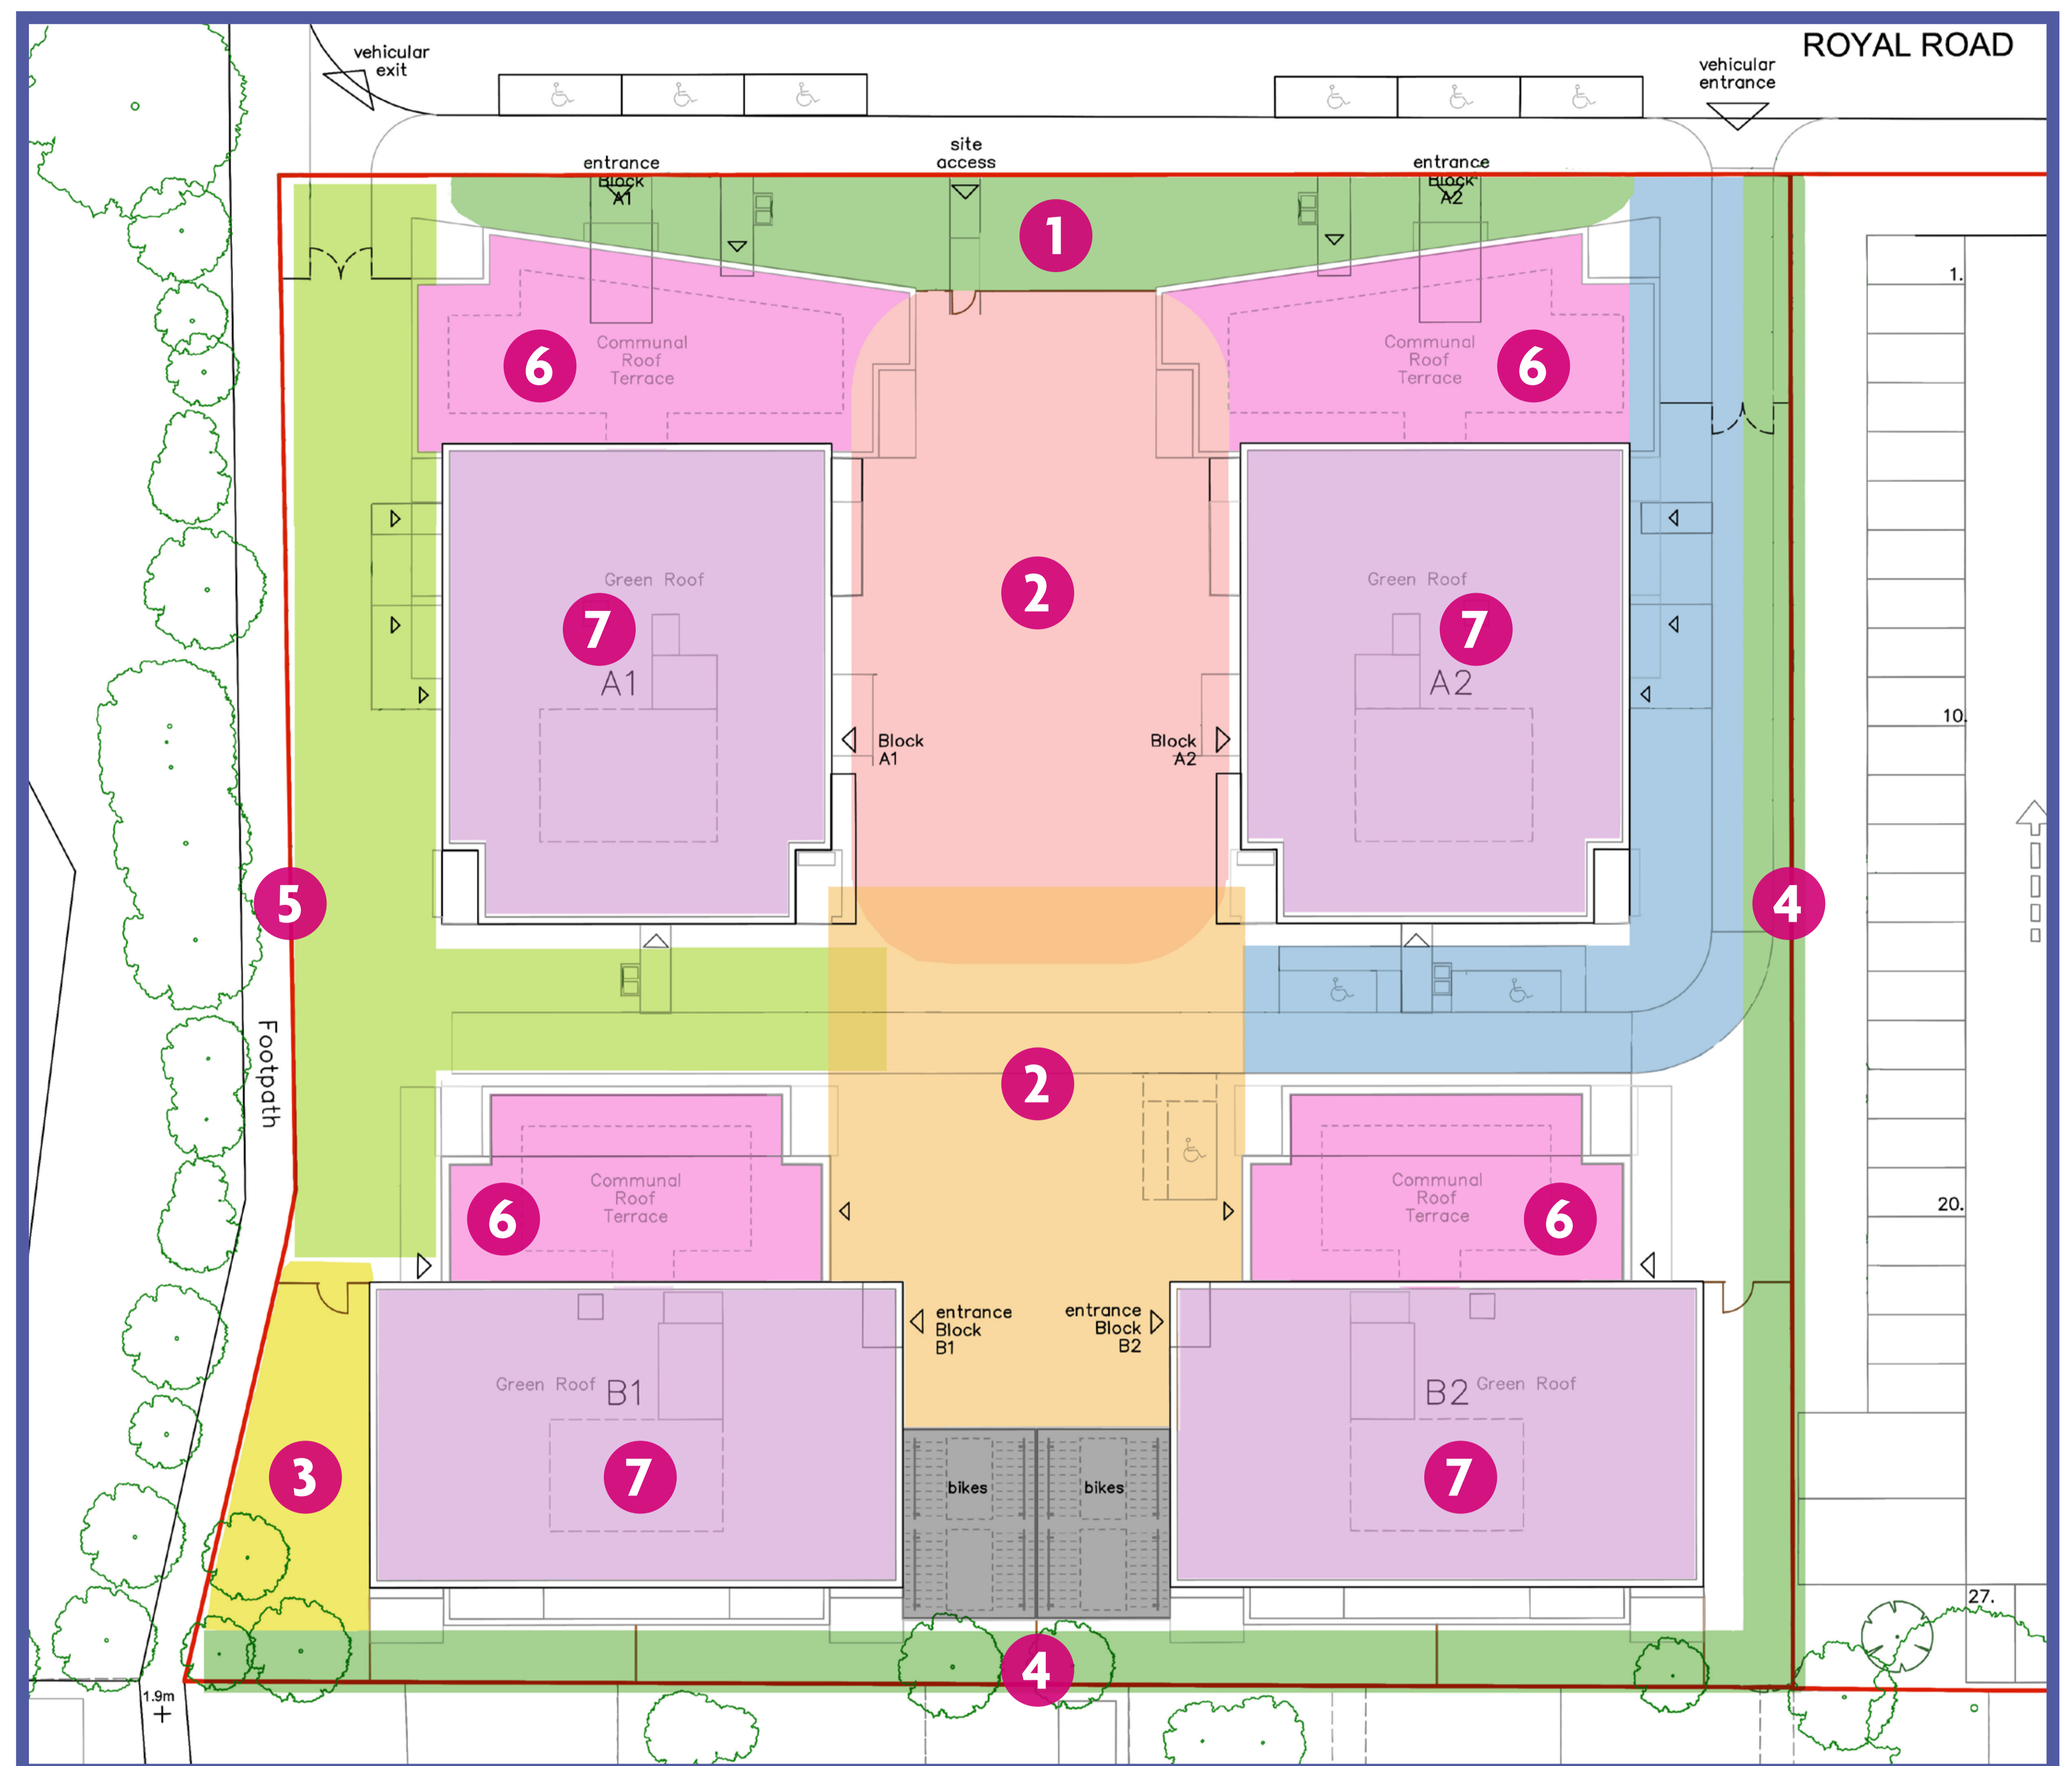 ROYAL ROAD
vehicular
exit
vehicular
entrance
site
access
entrance
Block
A1
entrance
Block
A2
1
1.
6
Communal
Roof
Terrace
Communal
Roof
Terrace
6
2
Green Roof
7
A1
Green Roof
7
A2
10.
Block
A1
Block
A2
5
4
Footpath
2
6
Communal
Roof
Terrace
Communal
Roof
Terrace
6
20.
entrance
Block
B1
entrance
Block
B2
Green Roof
B1
B2
Green Roof
3
7
bikes
bikes
7
27.
4
1.9m